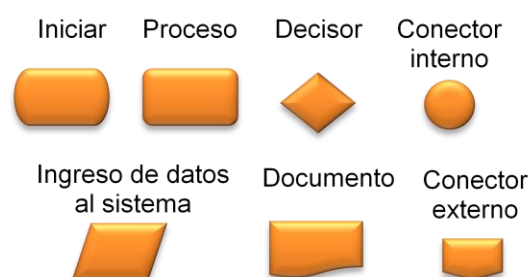 Iniciar Proceso Decisor Conector
interno
Ingreso de datos
al sistema
Documento
Conector
externo